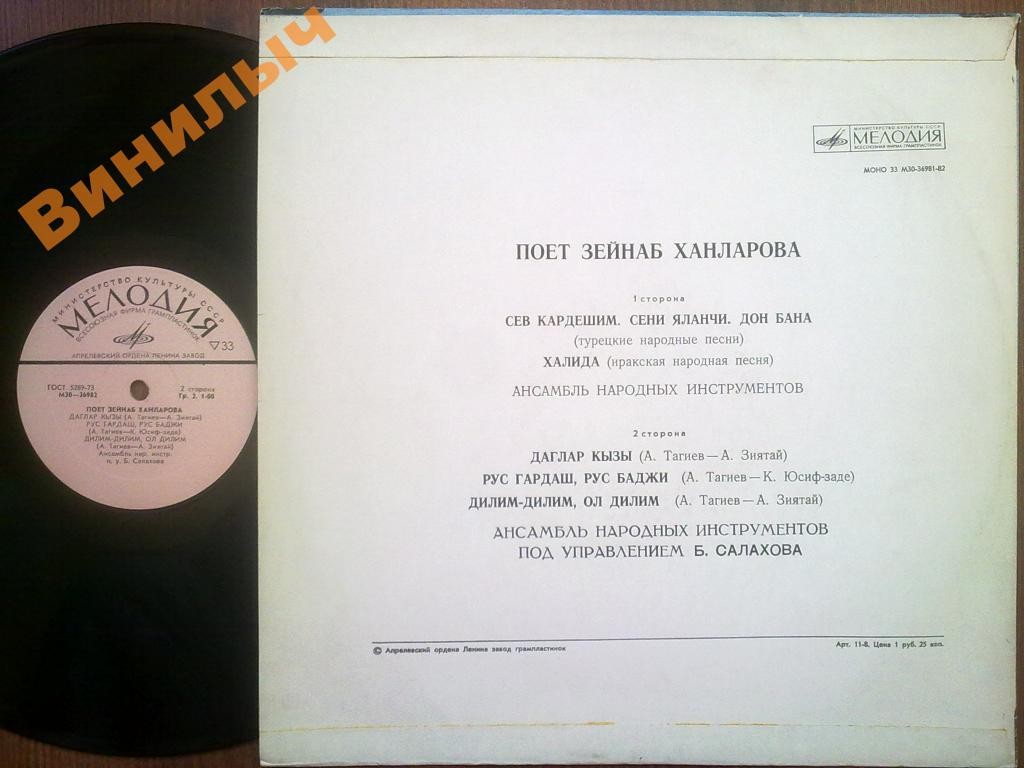 Винилыч
МИНИСТЕРСТВО КУЛЬТУРЫ СССР
МЕЛОДИЯ
ВСЕСОЮЗНАЯ ФИРМА ГРАМПЛАСТИНОК
АПРЕЛЕВСКИЙ ОРДЕНА ЛЕНИНА ЗАВОД
33
ГОСТ 5289-73
М30—36982
2 сторона
Гр. 2. 1-90
ПОЕТ ЗЕЙНАБ ХАНЛАРОВА
ДАГЛАР КЫЗЫ (А. Тагиев—А. Зиятай)
РУС ГАРДАШ, РУС БАДЖИ
(А. Тагиев—К. Юсиф-заде)
ДИЛИМ-ДИЛИМ, ОЛ ДИЛИМ
(А. Тагиев—А. Зиятай)
Ансамбль нар. инстр.
п. у Б. Салахова
МИНИСТЕРСТВО КУЛЬТУРЫ СССР
МЕЛОДИЯ
ВСЕСОЮЗНАЯ ФИРМА ГРАМПЛАСТИНОК
МОНО 33 М30-36981-82
ПОЕТ ЗЕЙНАБ ХАНЛАРОВА
1 сторона
СЕВ КАРДЕШИМ. СЕНИ ЯЛАНЧИ. ДОН БАНА
(турецкие народные песни)
ХАЛИДА (иракская народная песня)
АНСАМБЛЬ НАРОДНЫХ ИНСТРУМЕНТОВ
2 сторона
ДАГЛАР КЫЗЫ (А. Тагиев—А. Зиятай)
РУС ГАРДАШ, РУС БАДЖИ (А. Тагиев—К. Юсиф-заде)
ДИЛИМ-ДИЛИМ, ОЛ ДИЛИМ (А. Тагиев—А. Зиятай)
АНСАМБЛЬ НАРОДНЫХ ИНСТРУМЕНТОВ
ПОД УПРАВЛЕНИЕМ Б. САЛАХОВА
© Апрелевский ордена Ленина завод грампластинок
Арт. 11-8. Цена 1 руб. 25 коп.